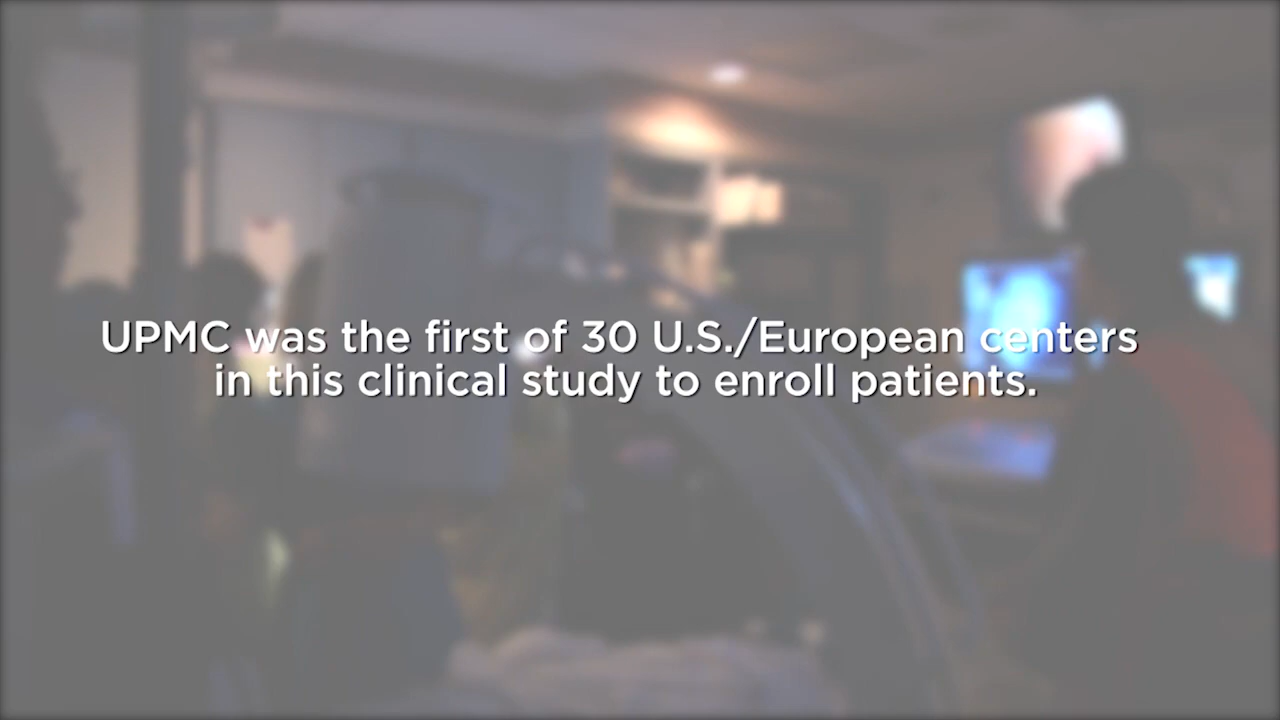 UPMC was the first of 30 U.S./European centers
in this clinical study to enroll patients.